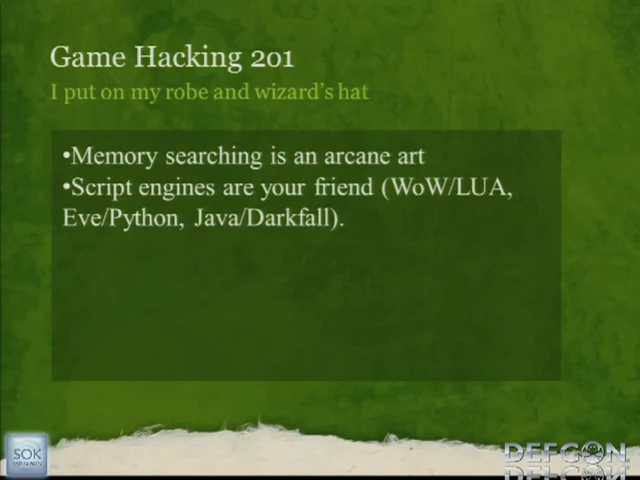 Game Hacking 201
I put on my robe and wizard's hat
•Memory searching is an arcane art
•Script engines are your friend (WoW/LUA,
Eve/Python, Java/Darkfall).
SOK
DEFCON